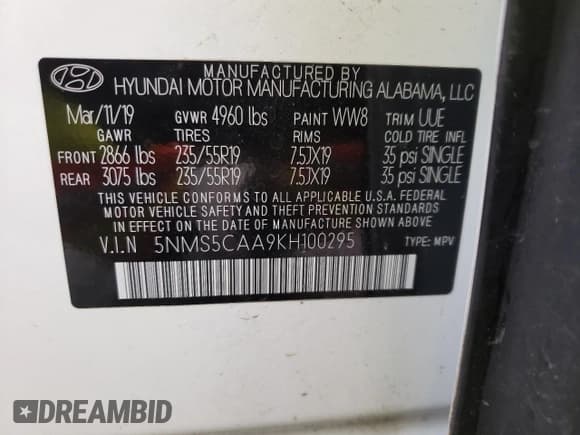 MANUFACTURED BY
HYUNDAI MOTOR MANUFACTURING ALABAMA, LLC
Mar/11/19 GVWR 4960 lbs PAINT WW8 TRIM UUE
GAWR TIRES RIMS COLD TIRE INFL
FRONT 2866 lbs 235/55R19 7.5JX19 35 psi SINGLE
REAR 3075 lbs 235/55R19 7.5JX19 35 psi SINGLE
THIS VEHICLE CONFORMS TO ALL APPLICABLE U.S.A. FEDERAL
MOTOR VEHICLE SAFETY AND THEFT PREVENTION STANDARDS
IN EFFECT ON THE DATE OF MANUFACTURE SHOWN ABOVE.
V.I.N 5NMS5CAA9KH100295 TYPE: MPV
DREAMBID